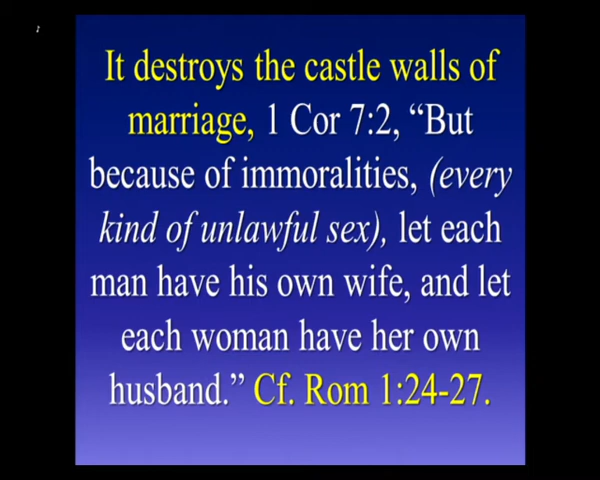 It destroys the castle walls of
marriage, 1 Cor 7:2, “But
because of immoralities, (every
kind of unlawful sex), let each
man have his own wife, and let
each woman have her own
husband.” Cf. Rom 1:24-27.